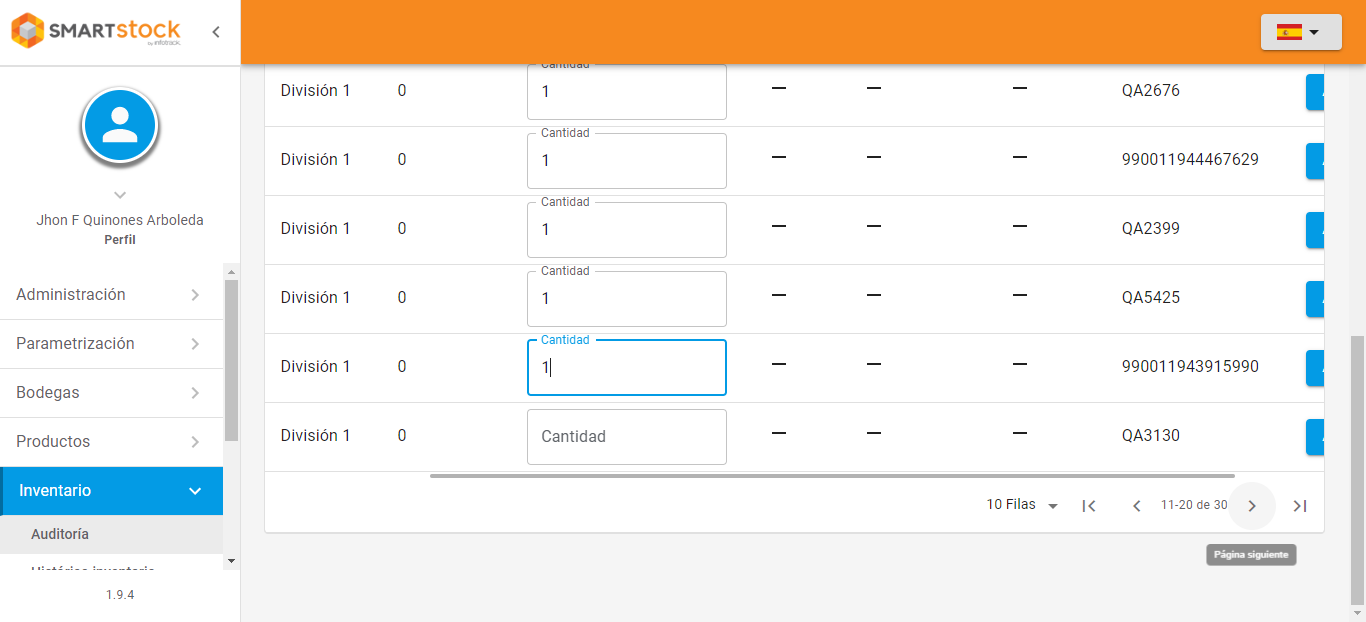 SMARTstock
by infotrack.
Jhon F Quinones Arboleda
Perfil
Administración
Parametrización
Bodegas
Productos
Inventario
Auditoría
Histórico inventario
1.9.4
Cantidad
División 1 0 1 — — — QA2676
Cantidad
División 1 0 1 — — — 990011944467629
Cantidad
División 1 0 1 — — — QA2399
Cantidad
División 1 0 1 — — — QA5425
Cantidad
División 1 0 1 — — — 990011943915990
División 1 0 Cantidad — — — QA3130
10 Filas 11-20 de 30
Página siguiente